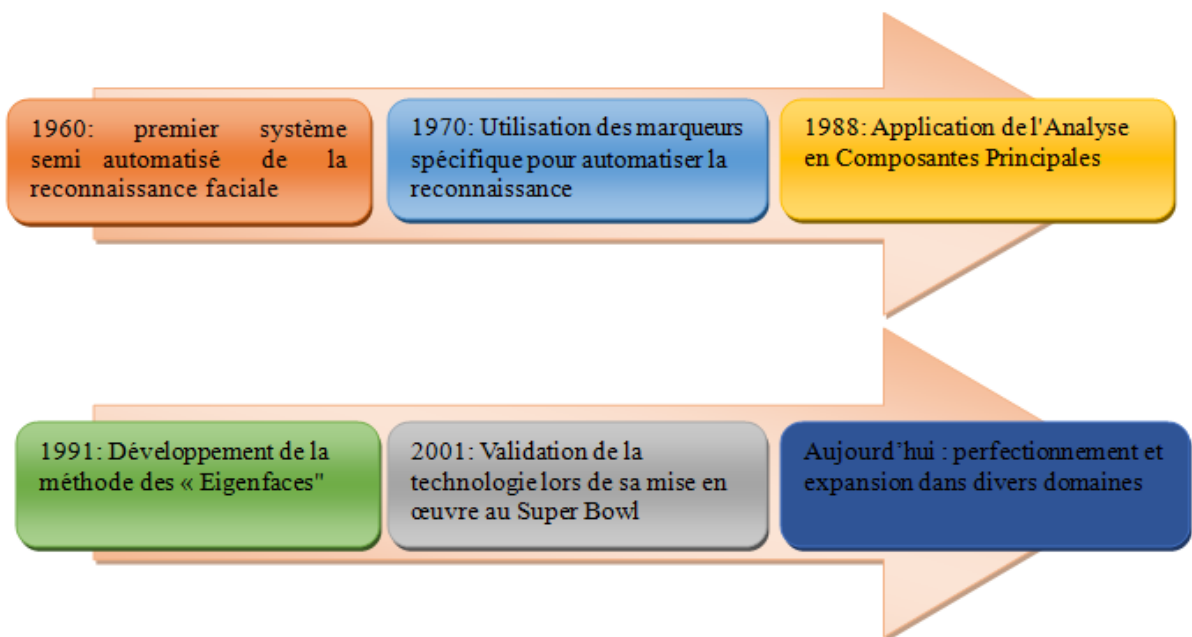 1960: premier système
semi automatisé de la
reconnaissance faciale
1970: Utilisation des marqueurs
spécifique pour automatiser la
reconnaissance
1988: Application de l'Analyse
en Composantes Principales
1991: Développement de la
méthode des « Eigenfaces"
2001: Validation de la
technologie lors de sa mise en
œuvre au Super Bowl
Aujourd’hui : perfectionnement et
expansion dans divers domaines